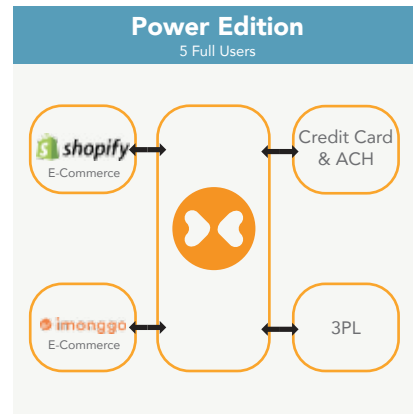 Power Edition
5 Full Users
shopify
E-Commerce
Credit Card
& ACH
imonggo
E-Commerce
3PL